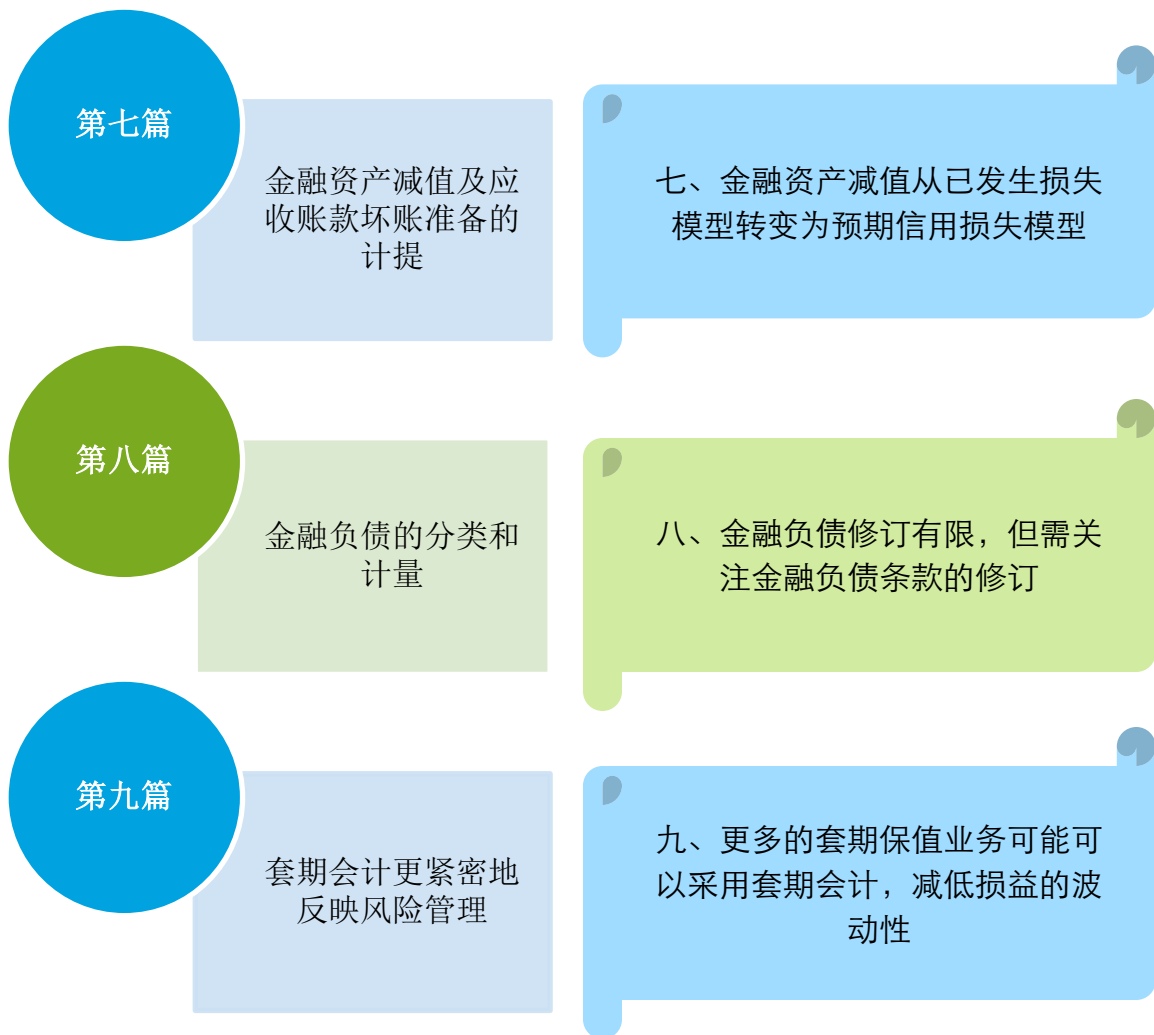 第七篇
金融资产减值及应
收账款坏账准备的
计提
七、金融资产减值从已发生损失
模型转变为预期信用损失模型
第八篇
金融负债的分类和
计量
八、金融负债修订有限，但需关
注金融负债条款的修订
第九篇
套期会计更紧密地
反映风险管理
九、更多的套期保值业务可能可
以采用套期会计，减低损益的波
动性